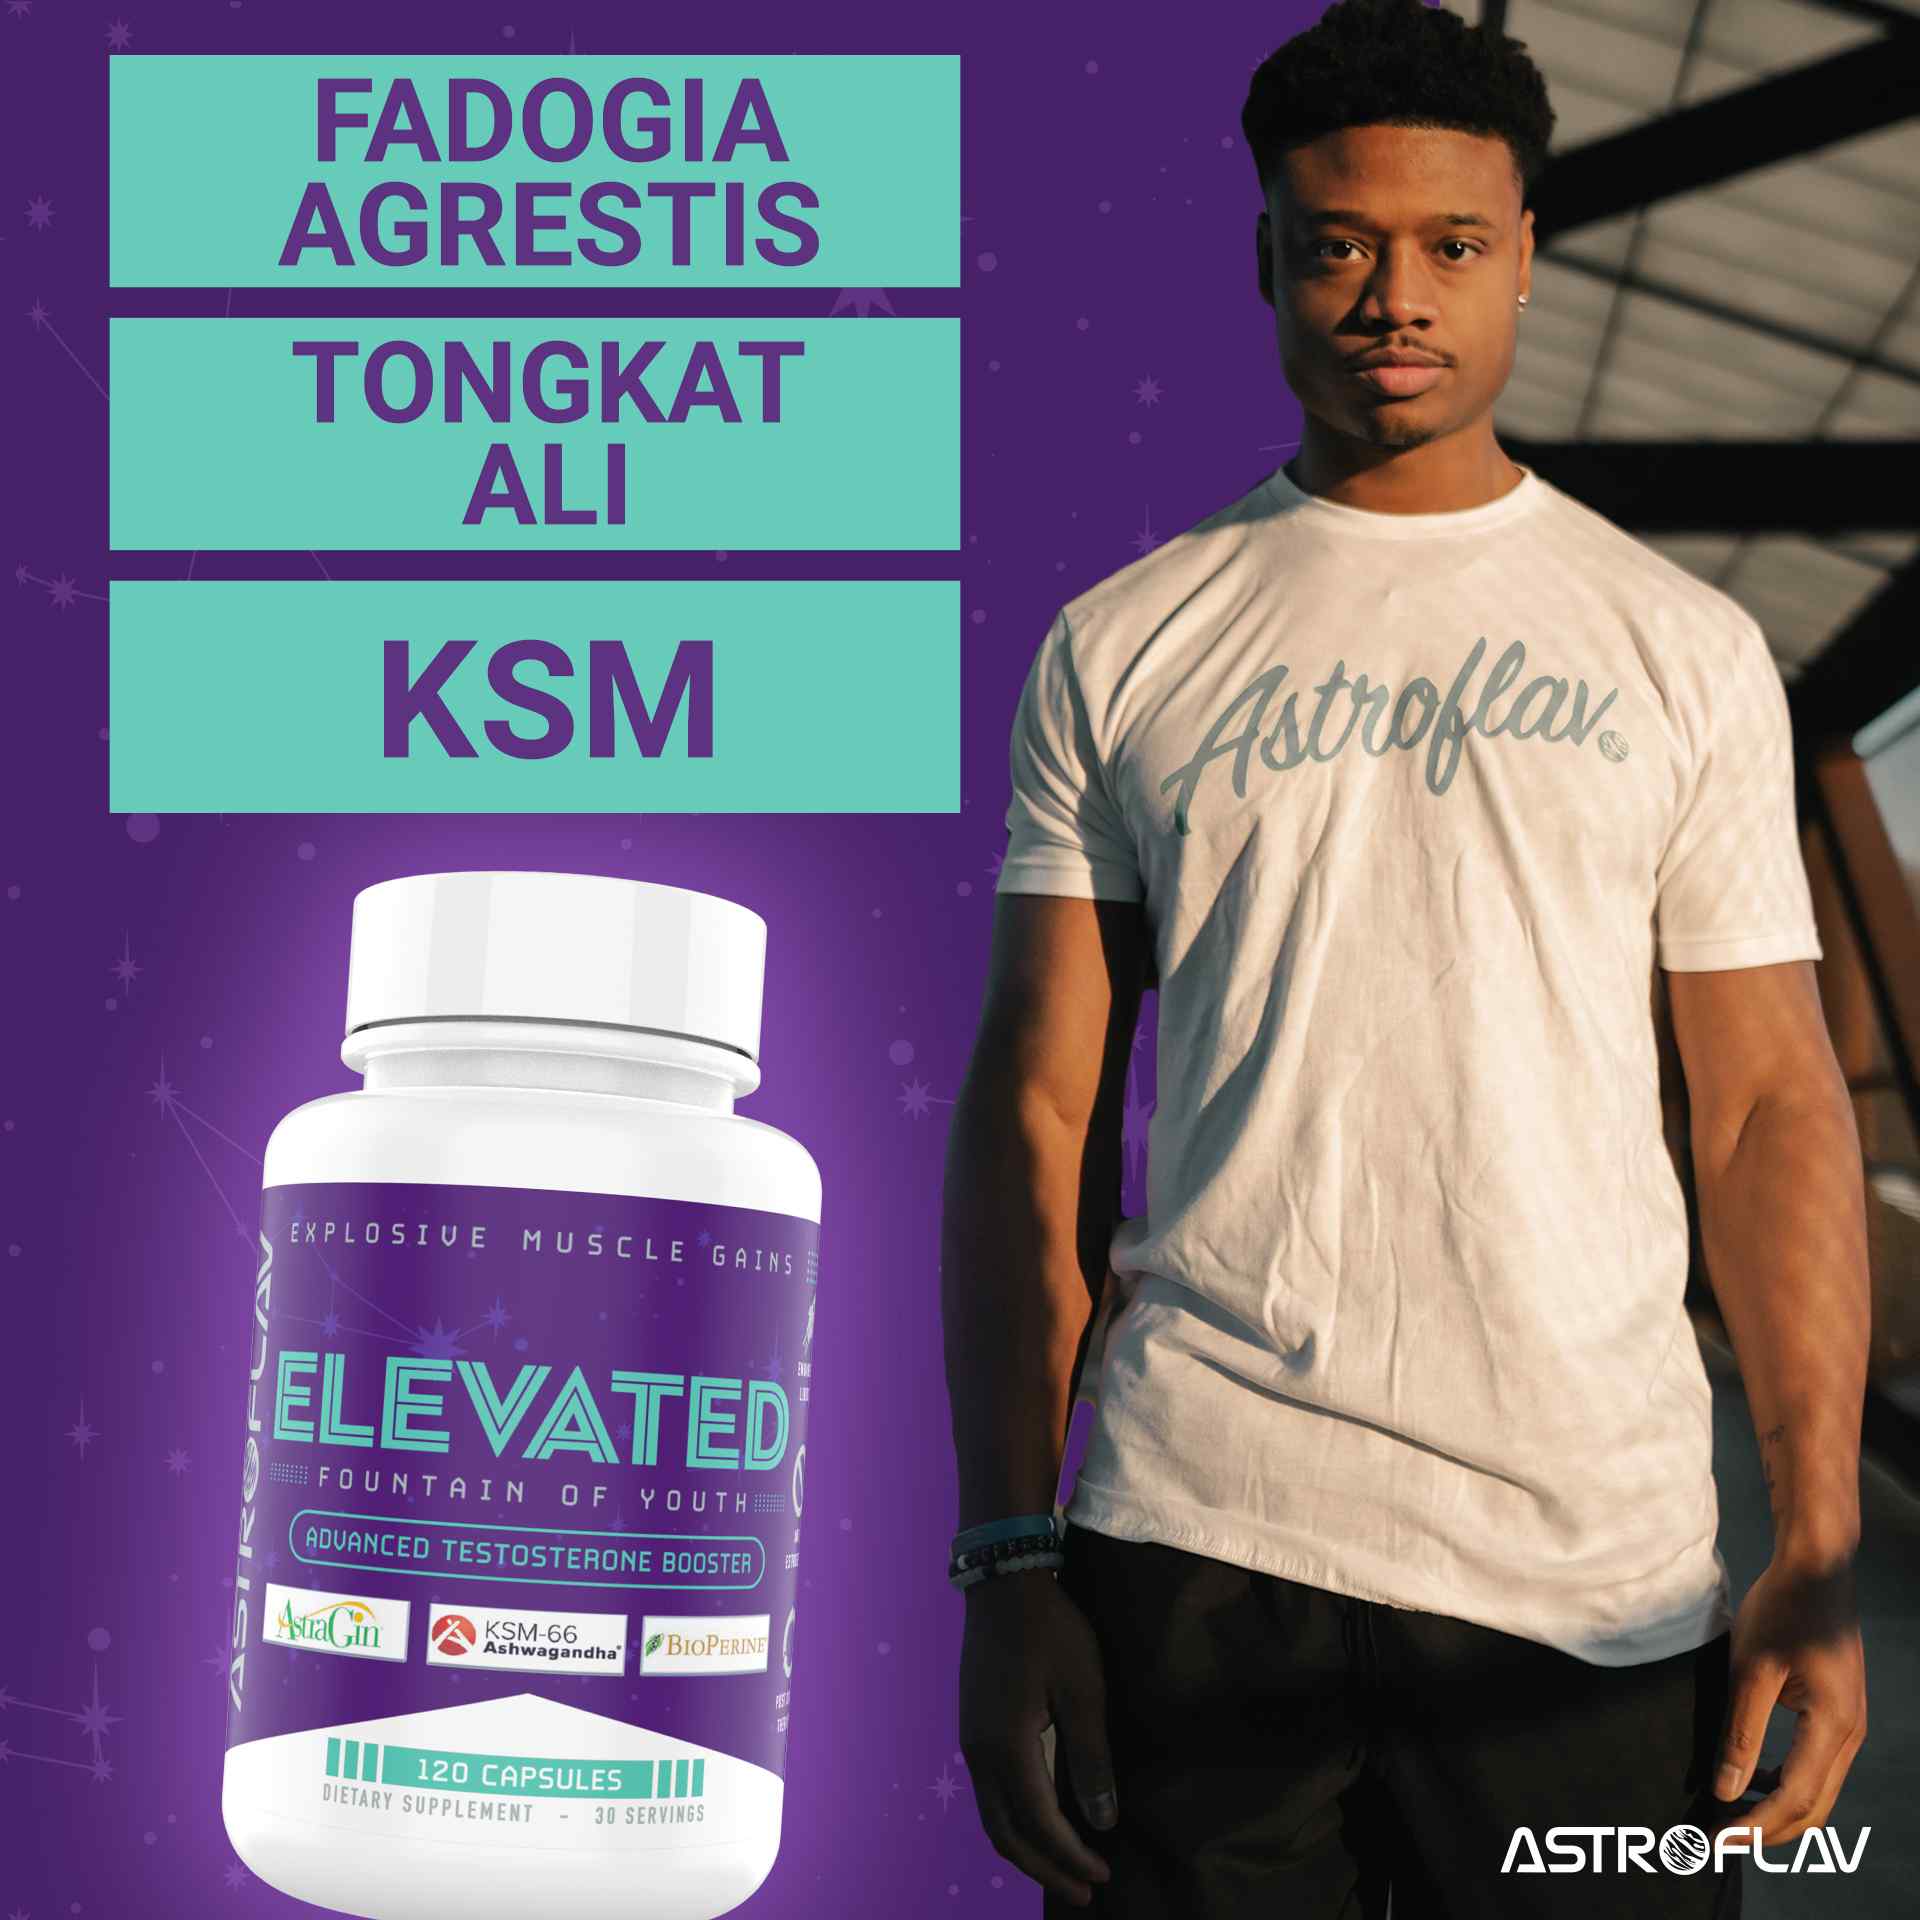 FADOGIA
AGRESTIS
TONGKAT
ALI
KSM
Astroflav
EXPLOSIVE MUSCLE GAINS
ASTROFLAV
ELEVATED
FOUNTAIN OF YOUTH
ADVANCED TESTOSTERONE BOOSTER
AstraGin
KSM-66
Ashwagandha®
BIOPERINE
120 CAPSULES
DIETARY SUPPLEMENT - 30 SERVINGS
ASTROFLAV